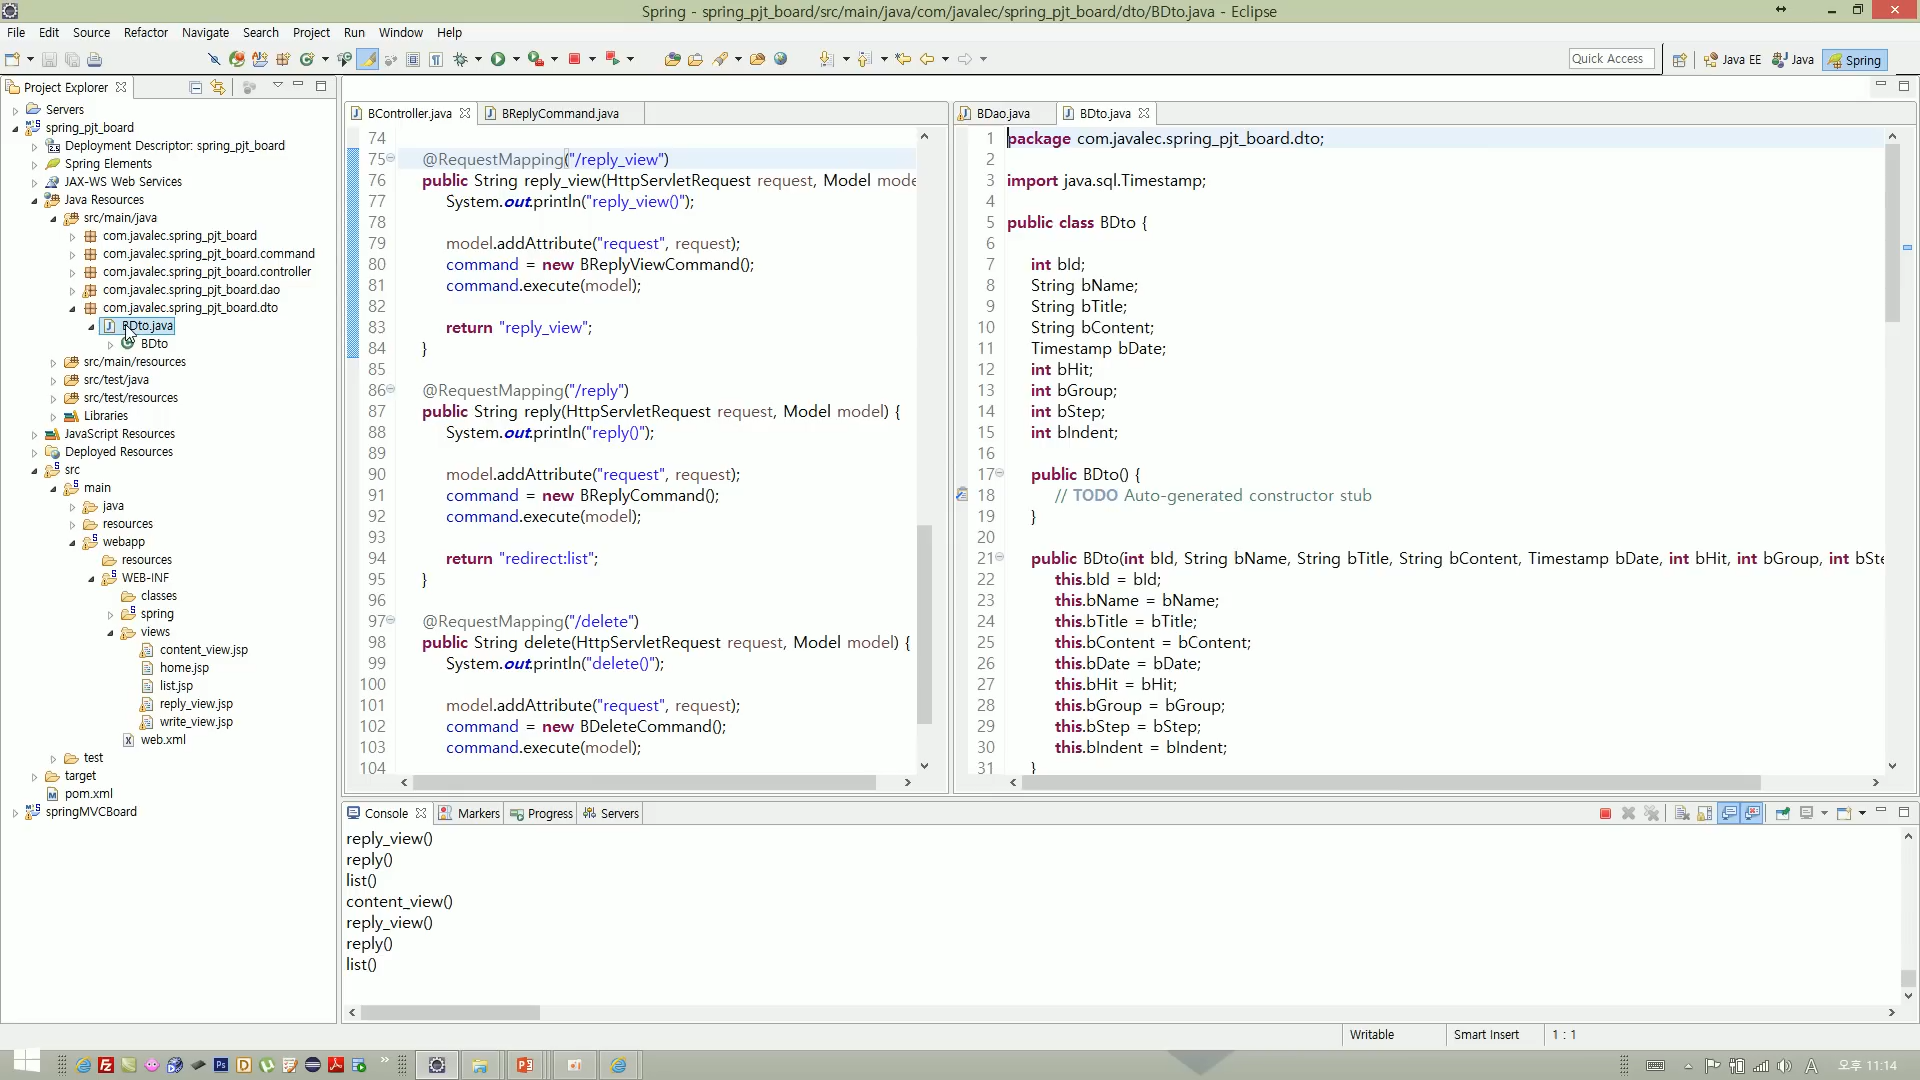 Spring - spring_pjt_board/src/main/java/com/javalec/spring_pjt_board/dto/BDto.java - Eclipse
File Edit Source Refactor Navigate Search Project Run Window Help
Quick Access
Java EE
Java
Spring
Project Explorer
Servers
spring_pjt_board
Deployment Descriptor: spring_pjt_board
Spring Elements
JAX-WS Web Services
Java Resources
src/main/java
com.javalec.spring_pjt_board
com.javalec.spring_pjt_board.command
com.javalec.spring_pjt_board.controller
com.javalec.spring_pjt_board.dao
com.javalec.spring_pjt_board.dto
BDto.java
BDto
src/main/resources
src/test/java
src/test/resources
Libraries
JavaScript Resources
Deployed Resources
src
main
java
resources
webapp
resources
WEB-INF
classes
spring
views
content_view.jsp
home.jsp
list.jsp
reply_view.jsp
write_view.jsp
web.xml
test
target
pom.xml
springMVCBoard
BController.java
BReplyCommand.java
74
75 @RequestMapping("/reply_view")
76 public String reply_view(HttpServletRequest request, Model mode
77 System.out.println("reply_view()");
78
79 model.addAttribute("request", request);
80 command = new BReplyViewCommand();
81 command.execute(model);
82
83 return "reply_view";
84 }
85
86 @RequestMapping("/reply")
87 public String reply(HttpServletRequest request, Model model) {
88 System.out.println("reply()");
89
90 model.addAttribute("request", request);
91 command = new BReplyCommand();
92 command.execute(model);
93
94 return "redirect:list";
95 }
96
97 @RequestMapping("/delete")
98 public String delete(HttpServletRequest request, Model model) {
99 System.out.println("delete()");
100
101 model.addAttribute("request", request);
102 command = new BDeleteCommand();
103 command.execute(model);
104
BDao.java
BDto.java
1 package com.javalec.spring_pjt_board.dto;
2
3 import java.sql.Timestamp;
4
5 public class BDto {
6
7 int bId;
8 String bName;
9 String bTitle;
10 String bContent;
11 Timestamp bDate;
12 int bHit;
13 int bGroup;
14 int bStep;
15 int bIndent;
16
17 public BDto() {
18 // TODO Auto-generated constructor stub
19 }
20
21 public BDto(int bId, String bName, String bTitle, String bContent, Timestamp bDate, int bHit, int bGroup, int bSte
22 this.bId = bId;
23 this.bName = bName;
24 this.bTitle = bTitle;
25 this.bContent = bContent;
26 this.bDate = bDate;
27 this.bHit = bHit;
28 this.bGroup = bGroup;
29 this.bStep = bStep;
30 this.bIndent = bIndent;
31 }
Console Markers Progress Servers
reply_view()
reply()
list()
content_view()
reply_view()
reply()
list()
Writable Smart Insert 1 : 1
A 오후 11:14